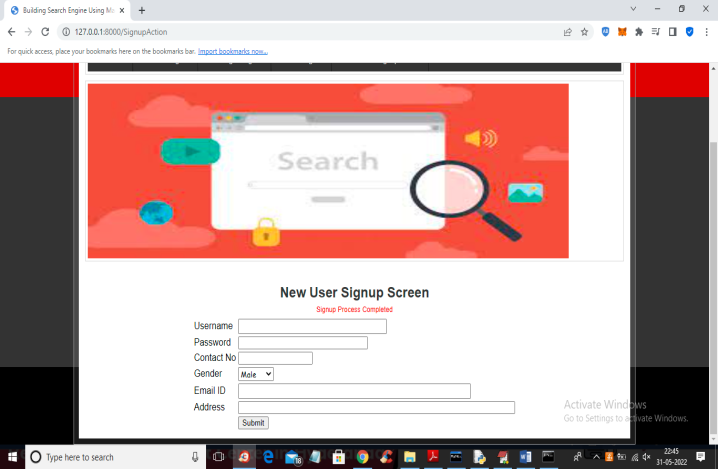 Building Search Engine Using Ma
127.0.0.1:8000/SignupAction
For quick access, place your bookmarks here on the bookmarks bar. Import bookmarks now...
Search
New User Signup Screen
Signup Process Completed
Username
Password
Contact No
Gender
Male
Email ID
Address
Submit
Activate Windows
Go to Settings to activate Windows.
Type here to search
18
22:45
31-05-2022